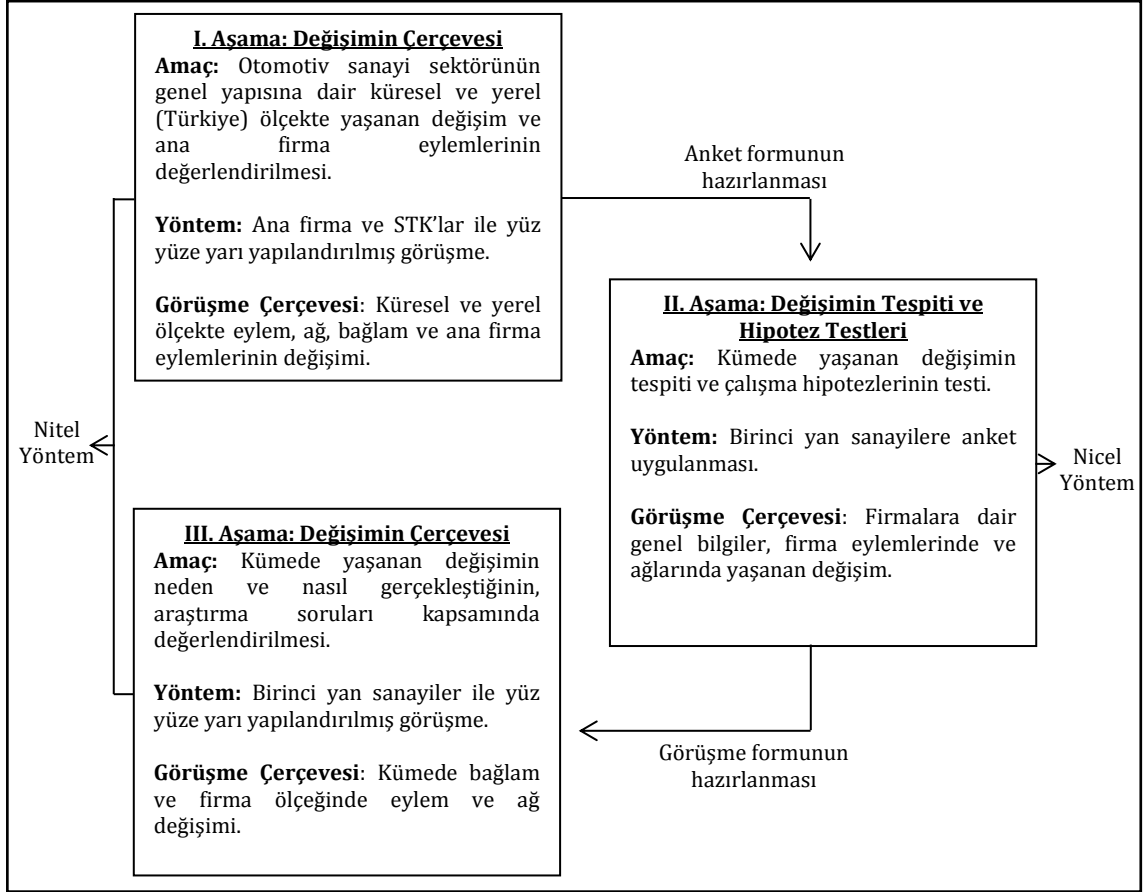 I. Aşama: Değişimin Çerçevesi
Amaç: Otomotiv sanayi sektörünün
genel yapısına dair küresel ve yerel
(Türkiye) ölçekte yaşanan değişim ve
ana firma eylemlerinin
değerlendirilmesi.
Yöntem: Ana firma ve STK’lar ile yüz
yüze yarı yapılandırılmış görüşme.
Görüşme Çerçevesi: Küresel ve yerel
ölçekte eylem, ağ, bağlam ve ana firma
eylemlerinin değişimi.
Anket formunun
hazırlanması
II. Aşama: Değişimin Tespiti ve
Hipotez Testleri
Amaç: Kümede yaşanan değişimin
tespiti ve çalışma hipotezlerinin testi.
Yöntem: Birinci yan sanayilere anket
uygulanması.
Görüşme Çerçevesi: Firmalara dair
genel bilgiler, firma eylemlerinde ve
ağlarında yaşanan değişim.
Nitel
Yöntem
Nicel
Yöntem
III. Aşama: Değişimin Çerçevesi
Amaç: Kümede yaşanan değişimin
neden ve nasıl gerçekleştiğinin,
araştırma soruları kapsamında
değerlendirilmesi.
Yöntem: Birinci yan sanayiler ile yüz
yüze yarı yapılandırılmış görüşme.
Görüşme Çerçevesi: Kümede bağlam
ve firma ölçeğinde eylem ve ağ
değişimi.
Görüşme formunun
hazırlanması